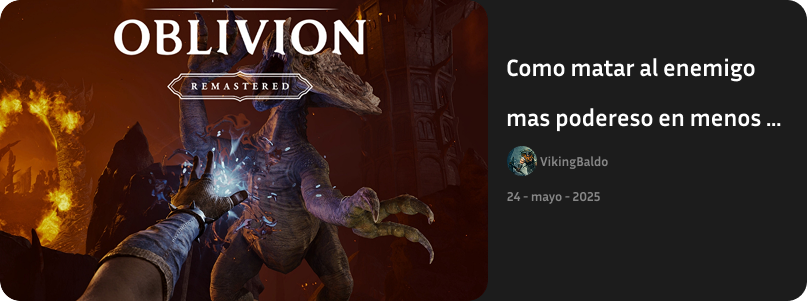 OBLIVION
REMASTERED
Como matar al enemigo
mas podereso en menos ...
VikingBaldo
24 - mayo - 2025